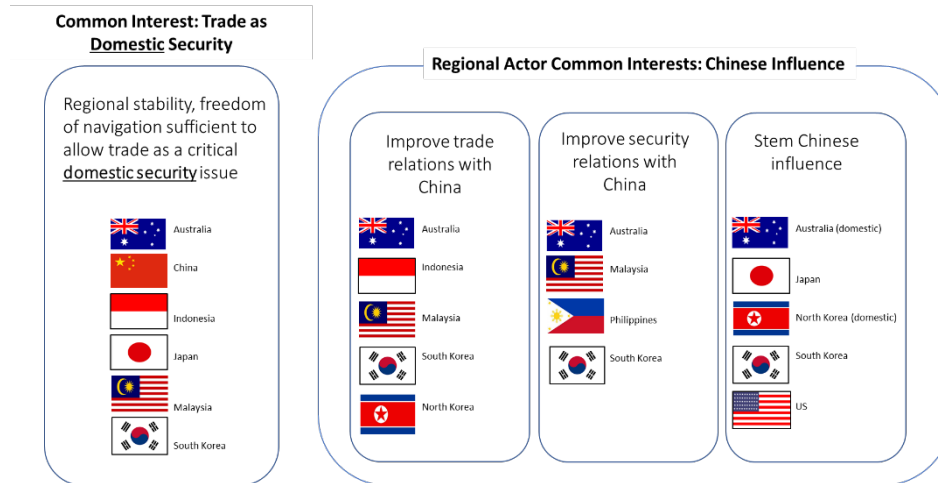 Common Interest: Trade as
Domestic Security
Regional stability, freedom
of navigation sufficient to
allow trade as a critical
domestic security issue
Australia
China
Indonesia
Japan
Malaysia
South Korea
Regional Actor Common Interests: Chinese Influence
Improve trade
relations with
China
Australia
Indonesia
Malaysia
South Korea
North Korea
Improve security
relations with
China
Australia
Malaysia
Philippines
South Korea
Stem Chinese
influence
Australia (domestic)
Japan
North Korea (domestic)
South Korea
US